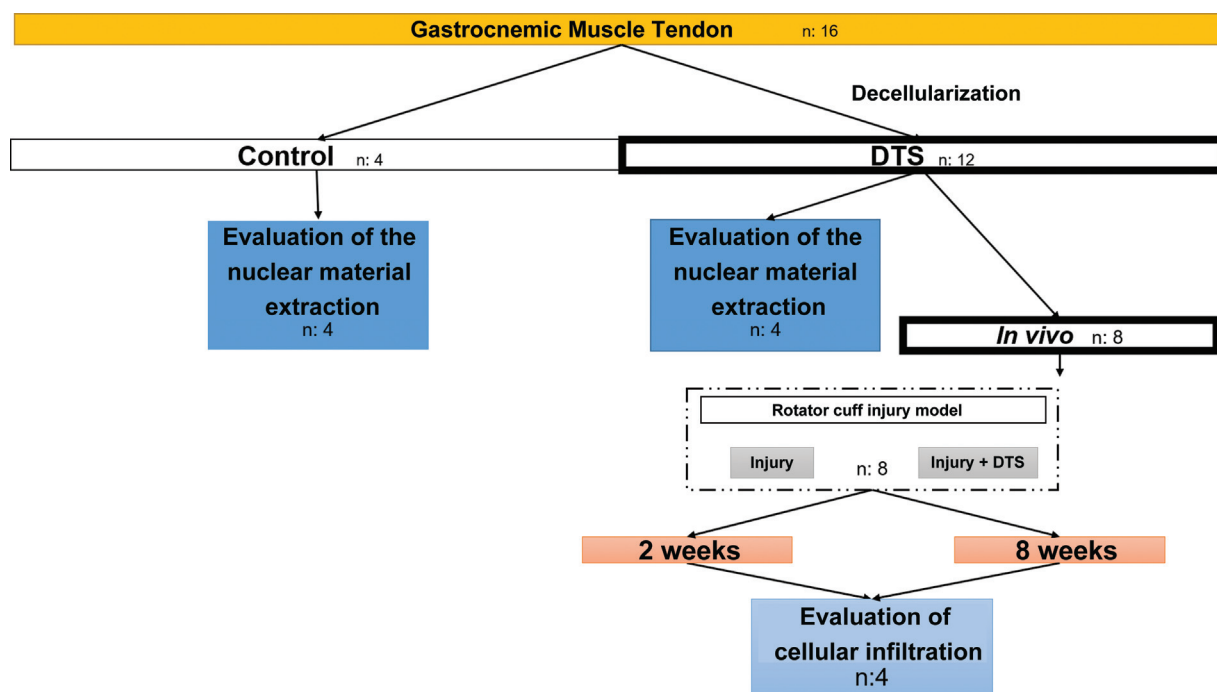 Gastrocnemic Muscle Tendon n: 16
Decellularization
Control n: 4
DTS n: 12
Evaluation of the
nuclear material
extraction
n: 4
Evaluation of the
nuclear material
extraction
n: 4
In vivo n: 8
Rotator cuff injury model
Injury
n: 8
Injury + DTS
2 weeks
8 weeks
Evaluation of
cellular infiltration
n:4